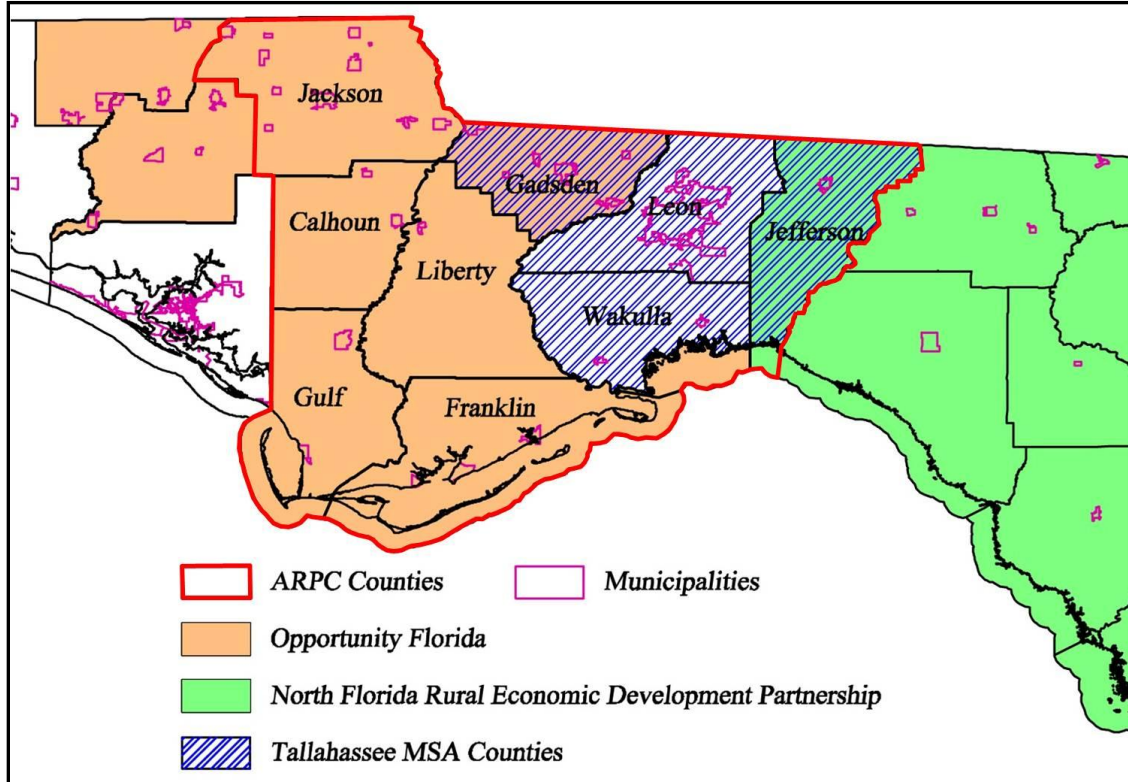 Jackson
Gadsden
Calhoun
Leon
Jefferson
Liberty
Wakulla
Gulf
Franklin
ARPC Counties
Municipalities
Opportunity Florida
North Florida Rural Economic Development Partnership
Tallahassee MSA Counties